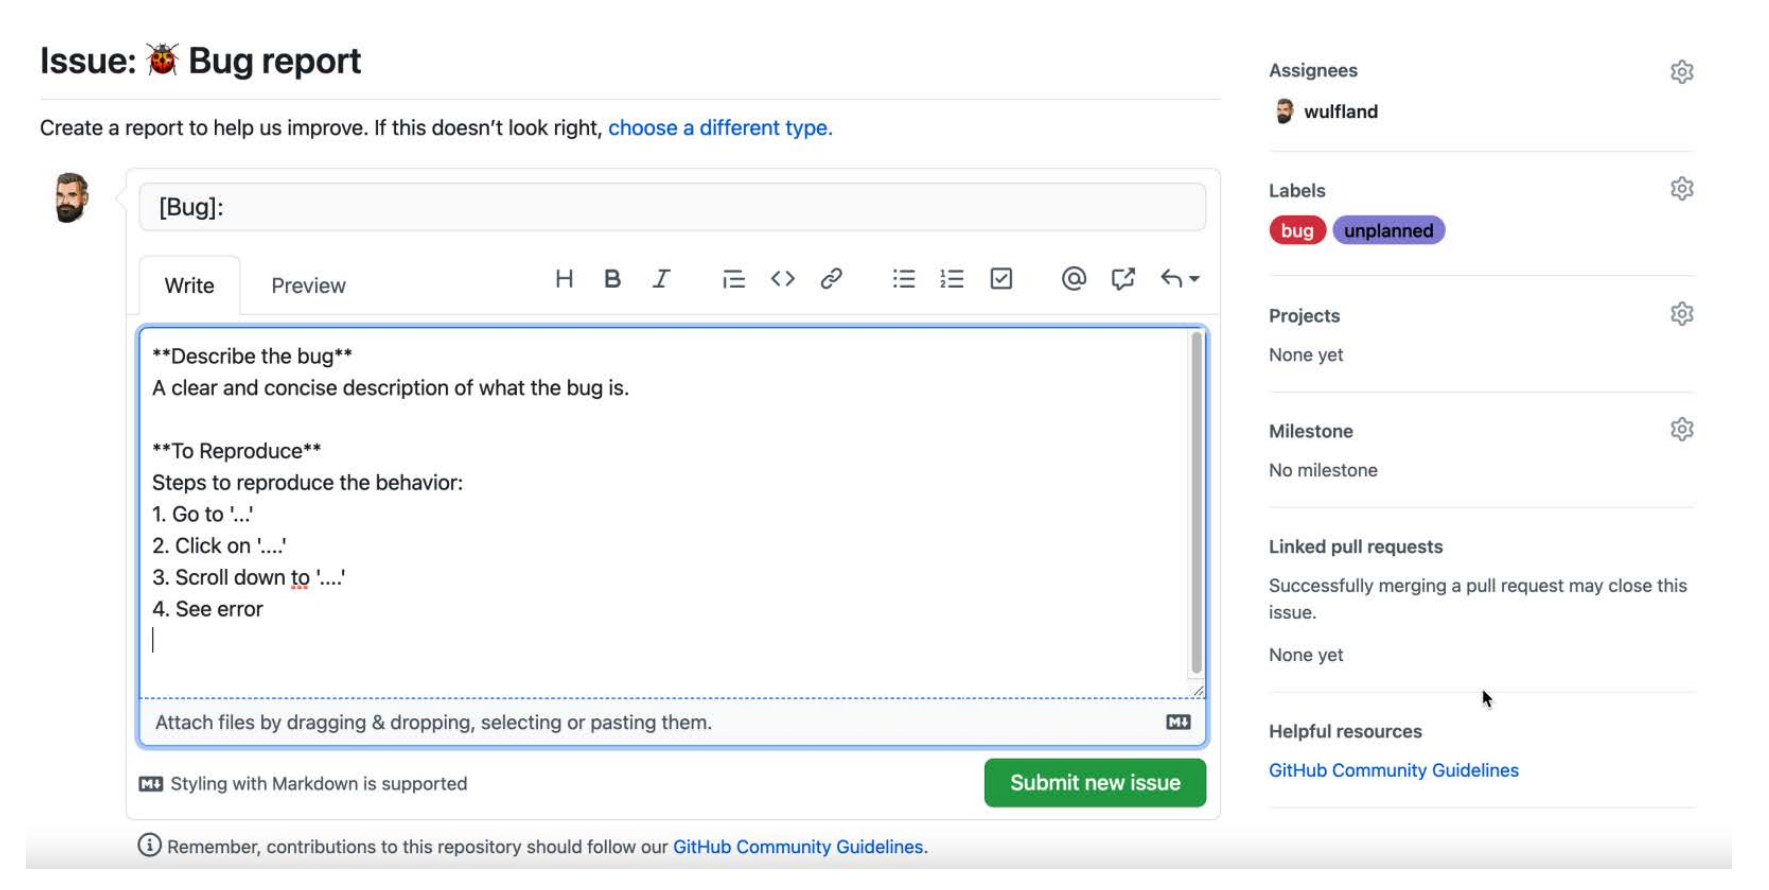 Issue: 🐞 Bug report
Create a report to help us improve. If this doesn’t look right, choose a different type.
[Bug]:
Write
Preview
**Describe the bug**
A clear and concise description of what the bug is.
**To Reproduce**
Steps to reproduce the behavior:
1. Go to '...'
2. Click on '....'
3. Scroll down to '....'
4. See error
Attach files by dragging & dropping, selecting or pasting them.
Styling with Markdown is supported
Submit new issue
Remember, contributions to this repository should follow our GitHub Community Guidelines.
Assignees
wulfland
Labels
bug unplanned
Projects
None yet
Milestone
No milestone
Linked pull requests
Successfully merging a pull request may close this
issue.
None yet
Helpful resources
GitHub Community Guidelines